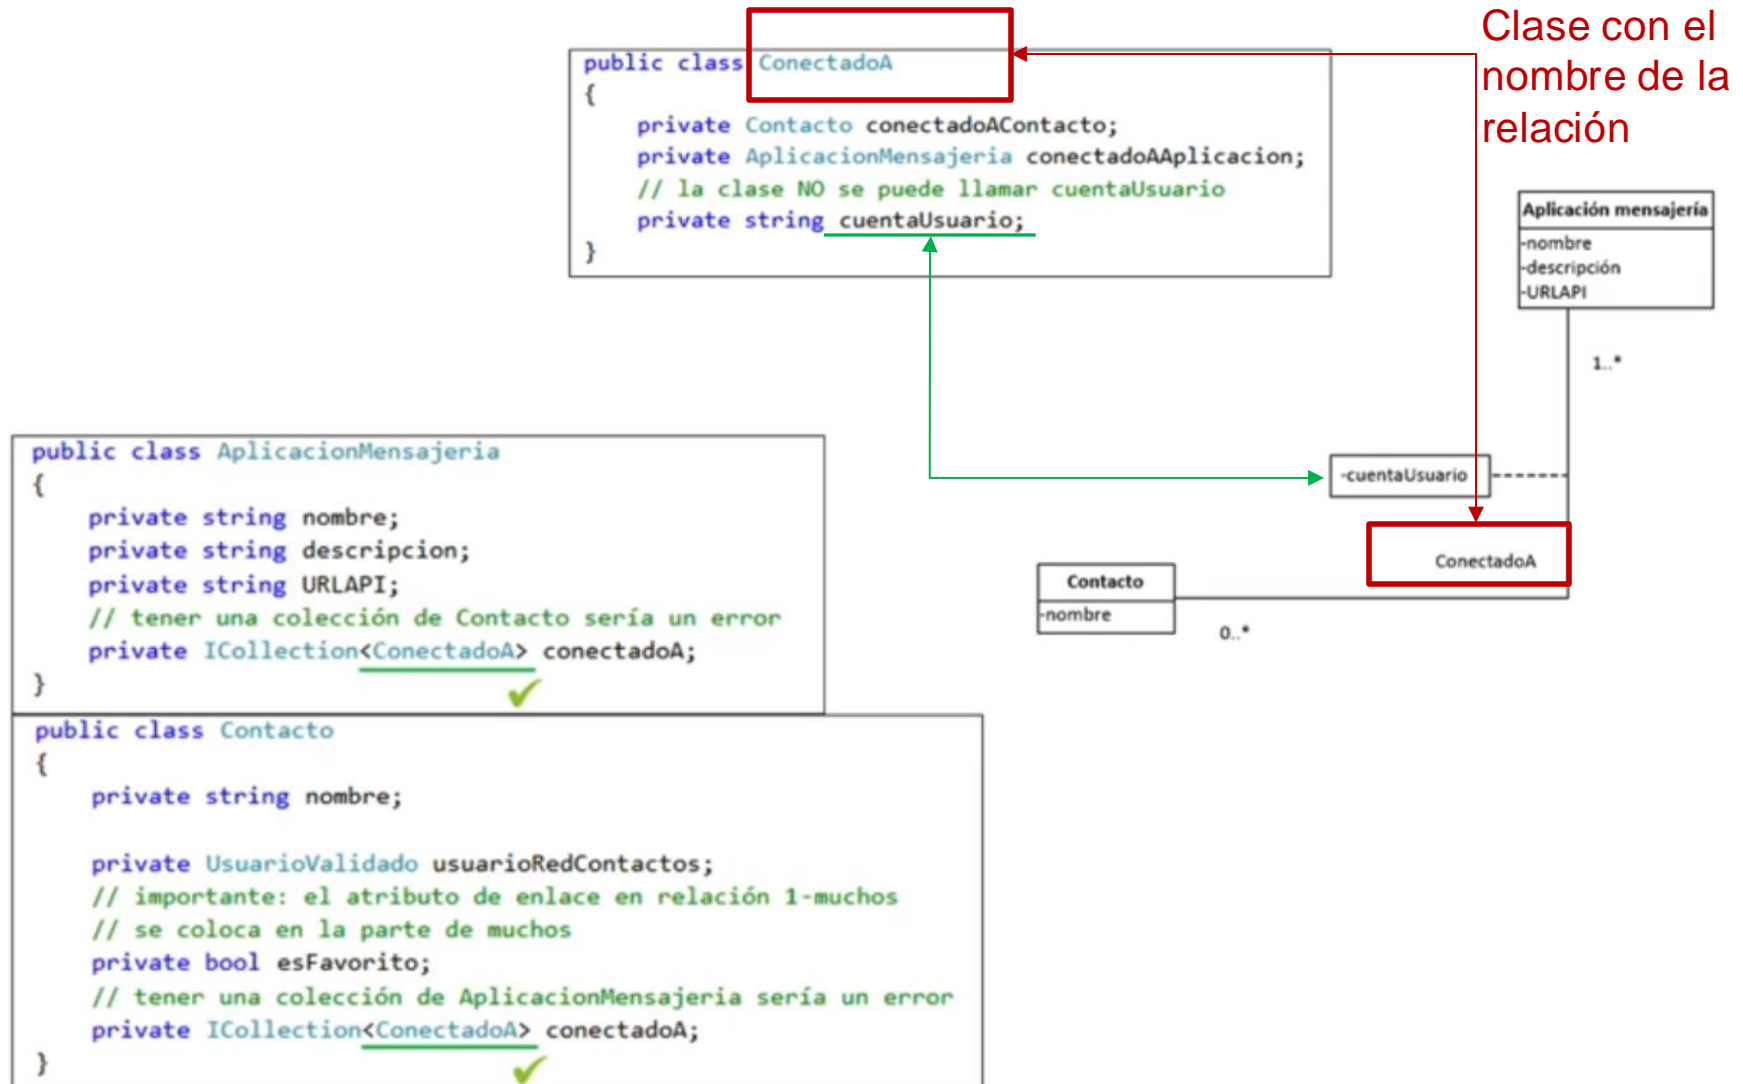 Clase con el
nombre de la
relación
public class ConectadoA
{
private Contacto conectadoAContacto;
private AplicacionMensajeria conectadoAAplicacion;
// la clase NO se puede llamar cuentaUsuario
private string cuentaUsuario;
}
Aplicación mensajería
-nombre
-descripción
-URLAPI
1..*
-cuentaUsuario
ConectadoA
Contacto
-nombre
0..*
public class AplicacionMensajeria
{
private string nombre;
private string descripcion;
private string URLAPI;
// tener una colección de Contacto sería un error
private ICollection<ConectadoA> conectadoA;
}
public class Contacto
{
private string nombre;
private UsuarioValidado usuarioRedContactos;
// importante: el atributo de enlace en relación 1-muchos
// se coloca en la parte de muchos
private bool esFavorito;
// tener una colección de AplicacionMensajeria sería un error
private ICollection<ConectadoA> conectadoA;
}